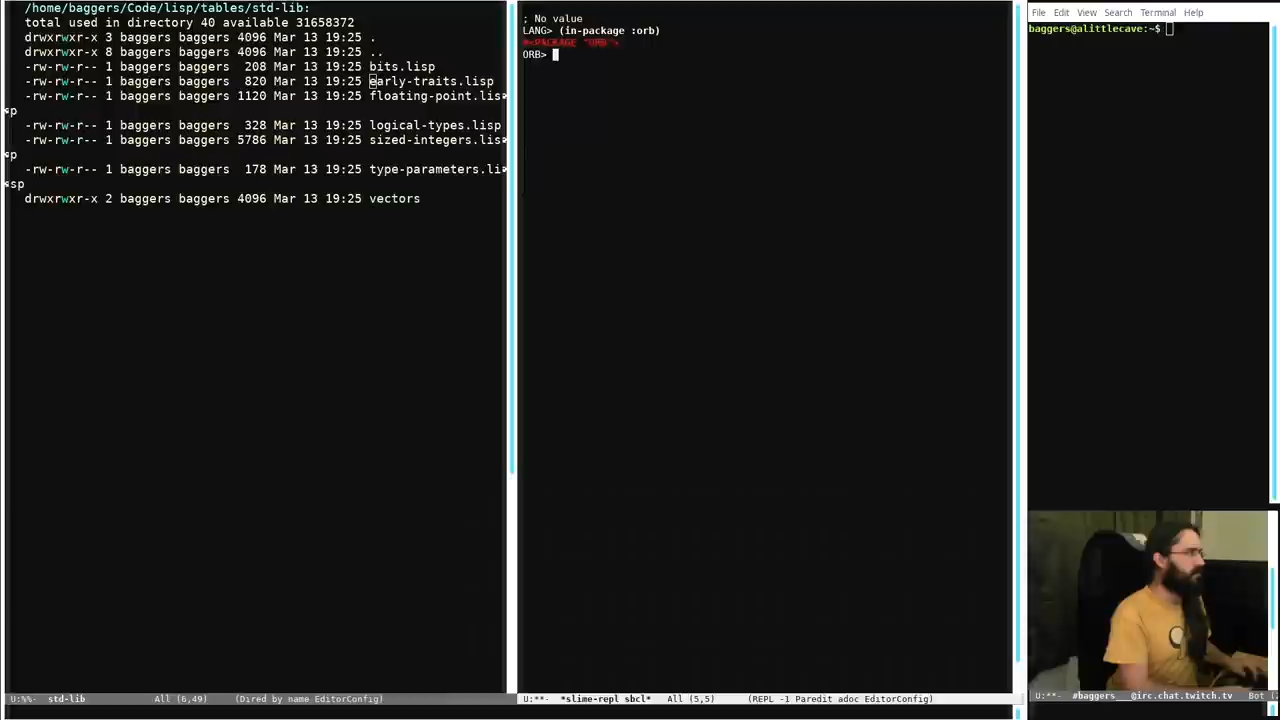 /home/baggers/Code/lisp/tables/std-lib:
total used in directory 40 available 3162
drwxrwxr-x 3 baggers baggers 4096 Mar 13 19:25 .
drwxrwxr-x 8 baggers baggers 4096 Mar 13 19:25 ..
-rw-rw-r-- 1 baggers baggers 208 Mar 13 19:25 bits.lisp
-rw-rw-r-- 1 baggers baggers 820 Mar 13 19:25 early-traits.lisp
-rw-rw-r-- 1 baggers baggers 1120 Mar 13 19:25 floating-point.lis
p
-rw-rw-r-- 1 baggers baggers 328 Mar 13 19:25 logical-types.lisp
-rw-rw-r-- 1 baggers baggers 5786 Mar 13 19:25 sized-integers.lis
p
-rw-rw-r-- 1 baggers baggers 178 Mar 13 19:25 type-parameters.li
sp
drwxrwxr-x 2 baggers baggers 4096 Mar 13 19:25 vectors
U:%%- std-lib All (6,49) (Dired by name EditorConfig)
; No value
LANG> (in-package :orb)
#<PACKAGE "ORB">
ORB>
U:**- *slime-repl sbcl* All (5,5) (REPL -1 Paredit adoc EditorConfig)
File Edit View Search Terminal Help
baggers@alittlecave:~$
U:**- #baggers___@irc.chat.twitch.tv Bot (2